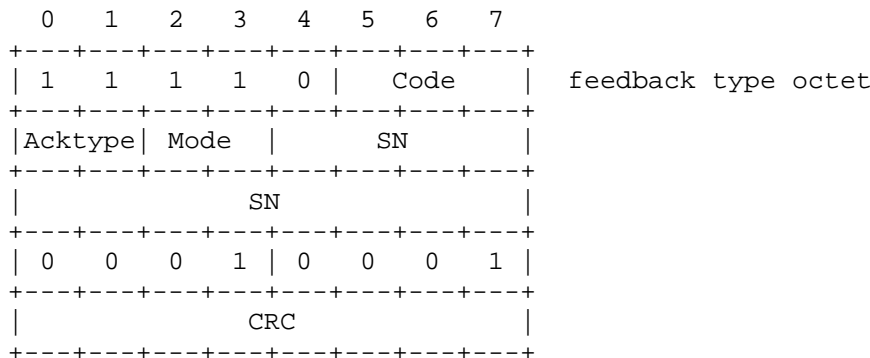 0   1   2   3   4   5   6   7
+---+---+---+---+---+---+---+---+
| 1   1   1   1   0 |   Code    |  feedback type octet
+---+---+---+---+---+---+---+---+
|Acktype| Mode  |      SN       |
+---+---+---+---+---+---+---+---+
|              SN               |
+---+---+---+---+---+---+---+---+
| 0   0   0   1 | 0   0   0   1 |
+---+---+---+---+---+---+---+---+
|              CRC              |
+---+---+---+---+---+---+---+---+